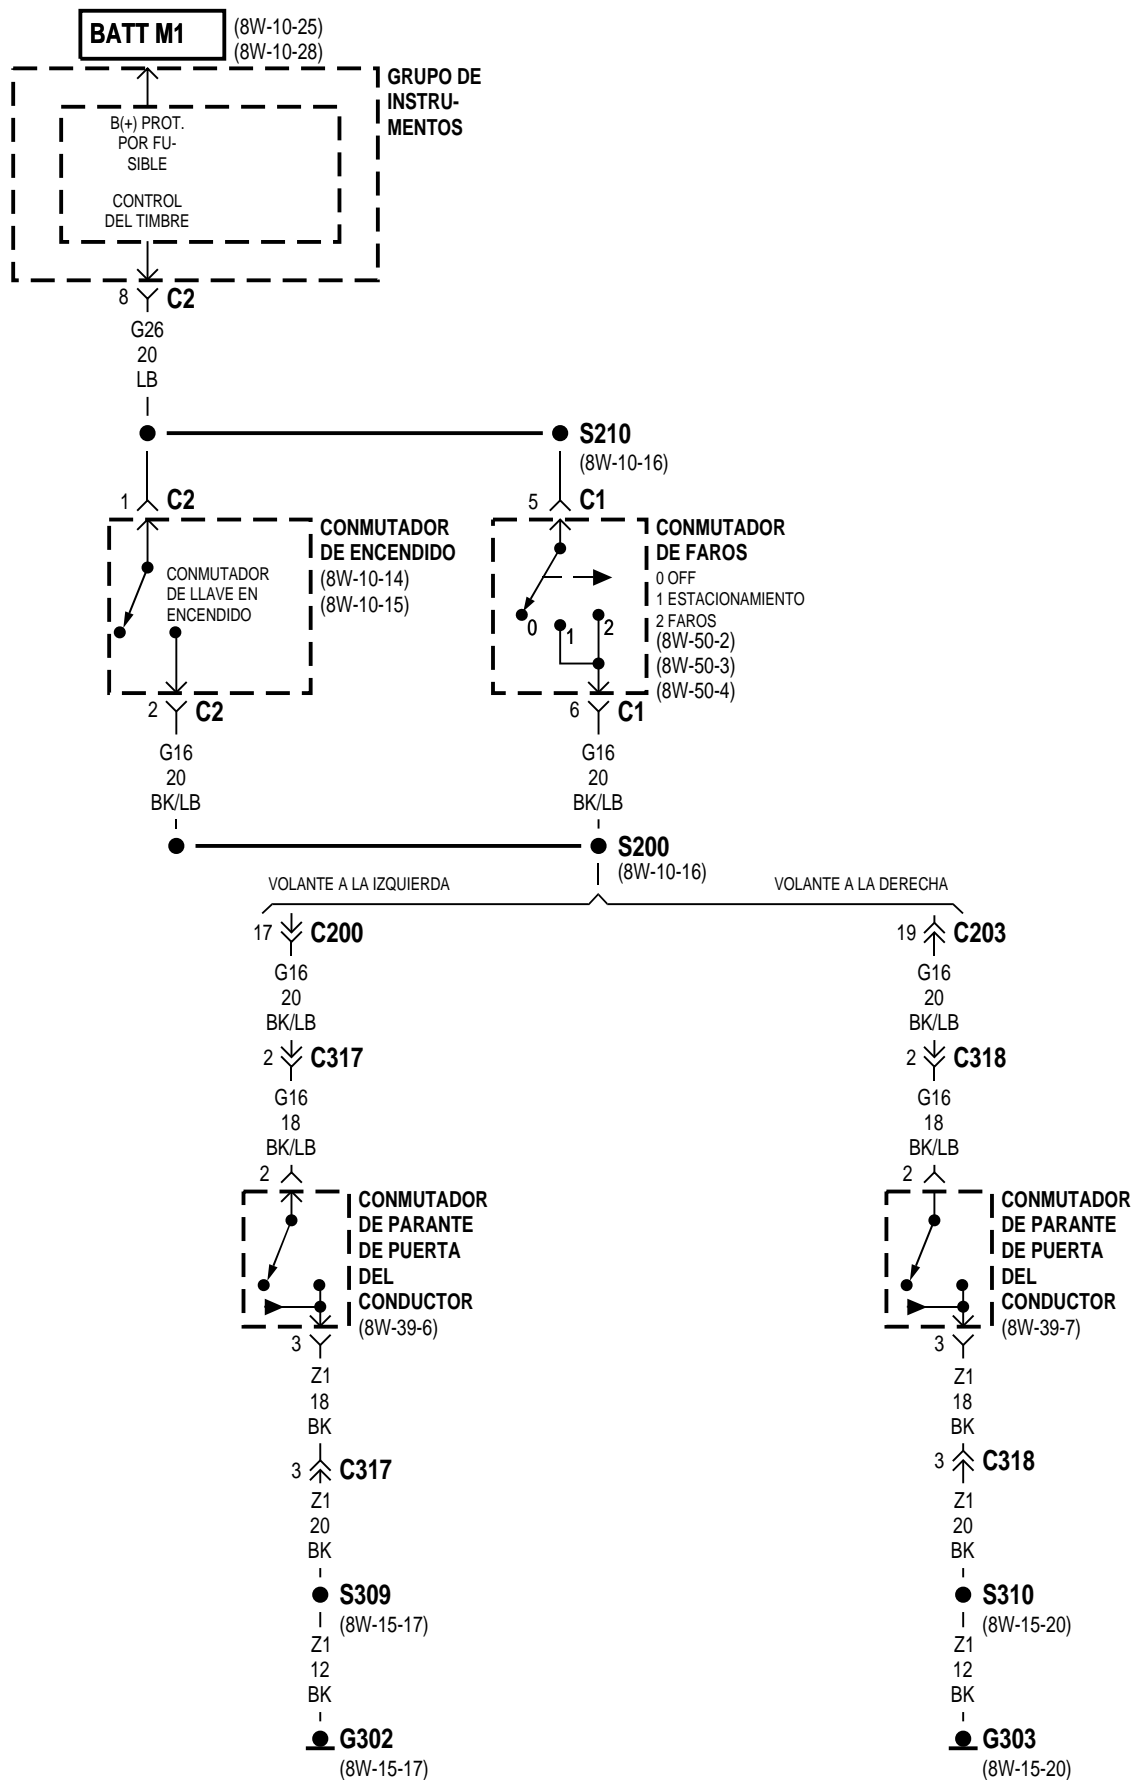 BATT M1
(8W-10-25)
(8W-10-28)
GRUPO DE
INSTRU-
MENTOS
B(+) PROT.
POR FU-
SIBLE
CONTROL
DEL TIMBRE
8 C2
G26
20
LB
S210
(8W-10-16)
1 C2
5 C1
CONMUTADOR
DE ENCENDIDO
(8W-10-14)
(8W-10-15)
CONMUTADOR
DE LLAVE EN
ENCENDIDO
CONMUTADOR
DE FAROS
0 OFF
1 ESTACIONAMIENTO
2 FAROS
(8W-50-2)
(8W-50-3)
(8W-50-4)
0
1
2
2 C2
6 C1
G16
20
BK/LB
G16
20
BK/LB
S200
(8W-10-16)
VOLANTE A LA IZQUIERDA
VOLANTE A LA DERECHA
17 C200
G16
20
BK/LB
2 C317
G16
18
BK/LB
2
CONMUTADOR
DE PARANTE
DE PUERTA
DEL
CONDUCTOR
(8W-39-6)
3
Z1
18
BK
3 C317
Z1
20
BK
S309
(8W-15-17)
Z1
12
BK
G302
(8W-15-17)
19 C203
G16
20
BK/LB
2 C318
G16
18
BK/LB
2
CONMUTADOR
DE PARANTE
DE PUERTA
DEL
CONDUCTOR
(8W-39-7)
3
Z1
18
BK
3 C318
Z1
20
BK
S310
(8W-15-20)
Z1
12
BK
G303
(8W-15-20)